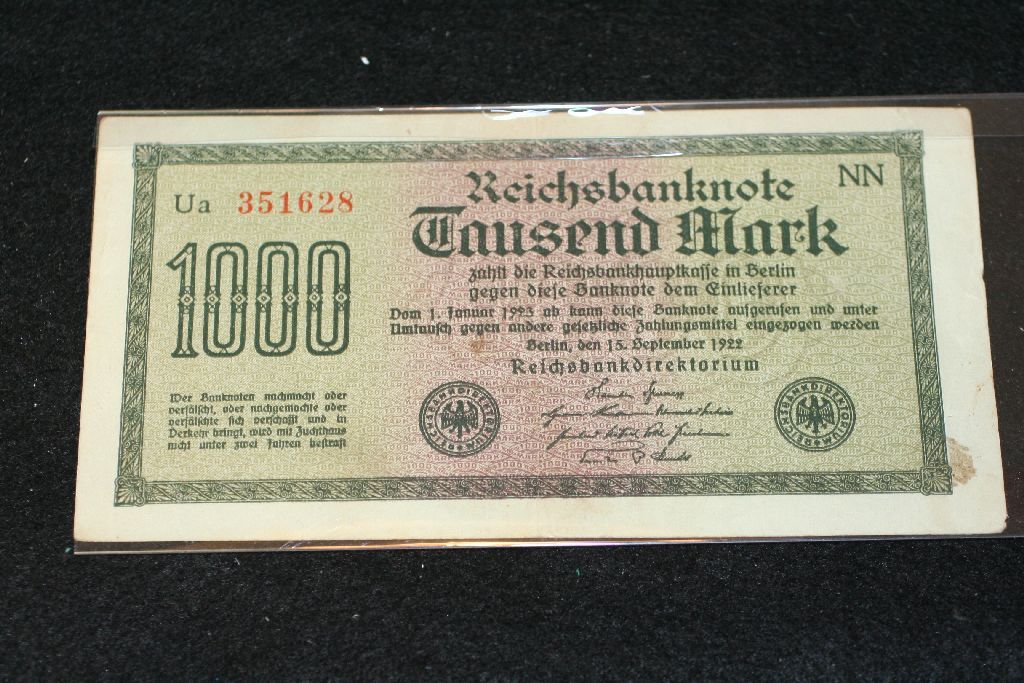 Reichsbanknote
NN
Ua 351628
Tausend Mark
1000
zahlt die Reichsbankhauptkasse in Berlin
gegen diese Banknote dem Einlieferer
Vom 1. Januar 1923 ab kann diese Banknote aufgerufen und unter
Umtausch gegen andere gesetzliche Zahlungsmittel eingezogen werden
Berlin, den 15. September 1922
Reichsbankdirektorium
Wer Banknoten nachmacht oder
verfälscht, oder nachgemachte oder
verfälschte sich verschafft und in
Verkehr bringt, wird mit Zuchthaus
nicht unter zwei Jahren bestraft
REICHSBANKDIREKTORIUM
REICHSBANKDIREKTORIUM